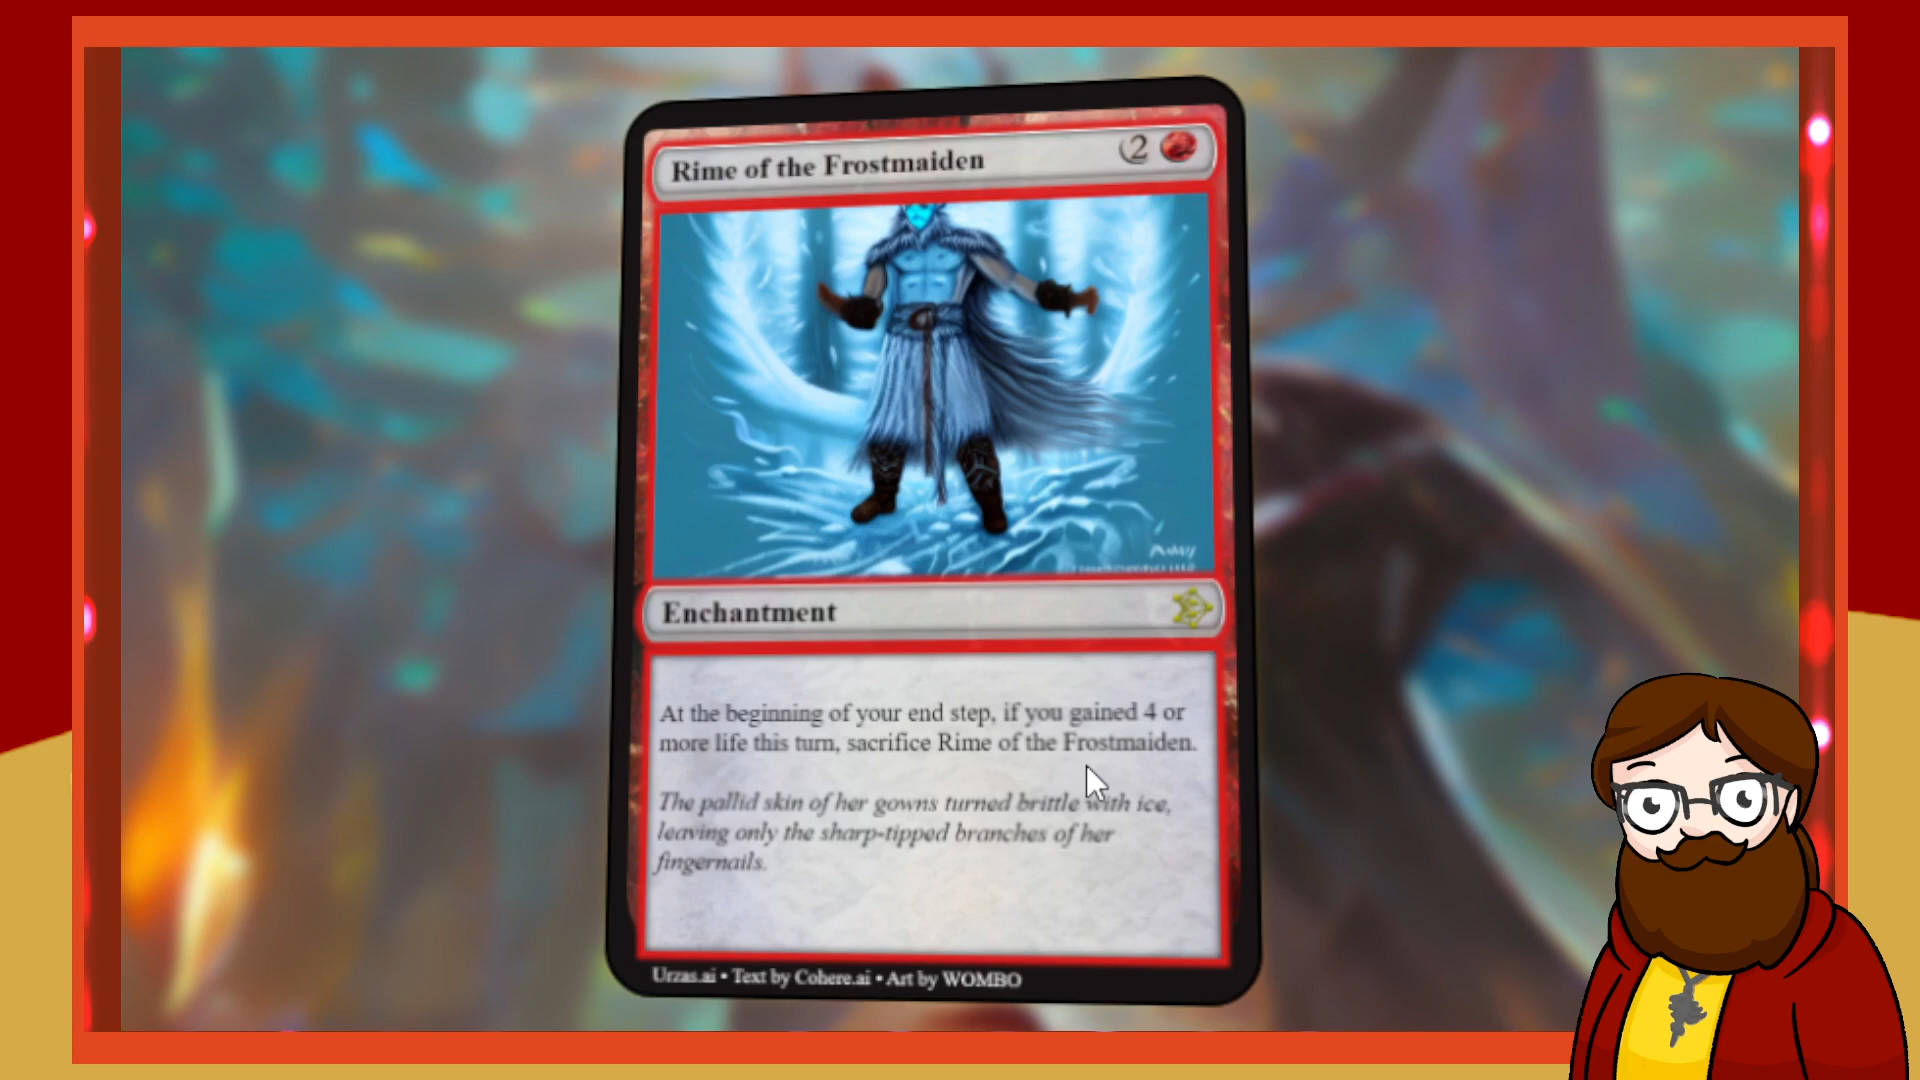 Rime of the Frostmaiden
2
Enchantment
At the beginning of your end step, if you gained 4 or
more life this turn, sacrifice Rime of the Frostmaiden.
The pallid skin of her gowns turned brittle with ice,
leaving only the sharp-tipped branches of her
fingernails.
Urzas.ai • Text by Cohere.ai • Art by WOMBO